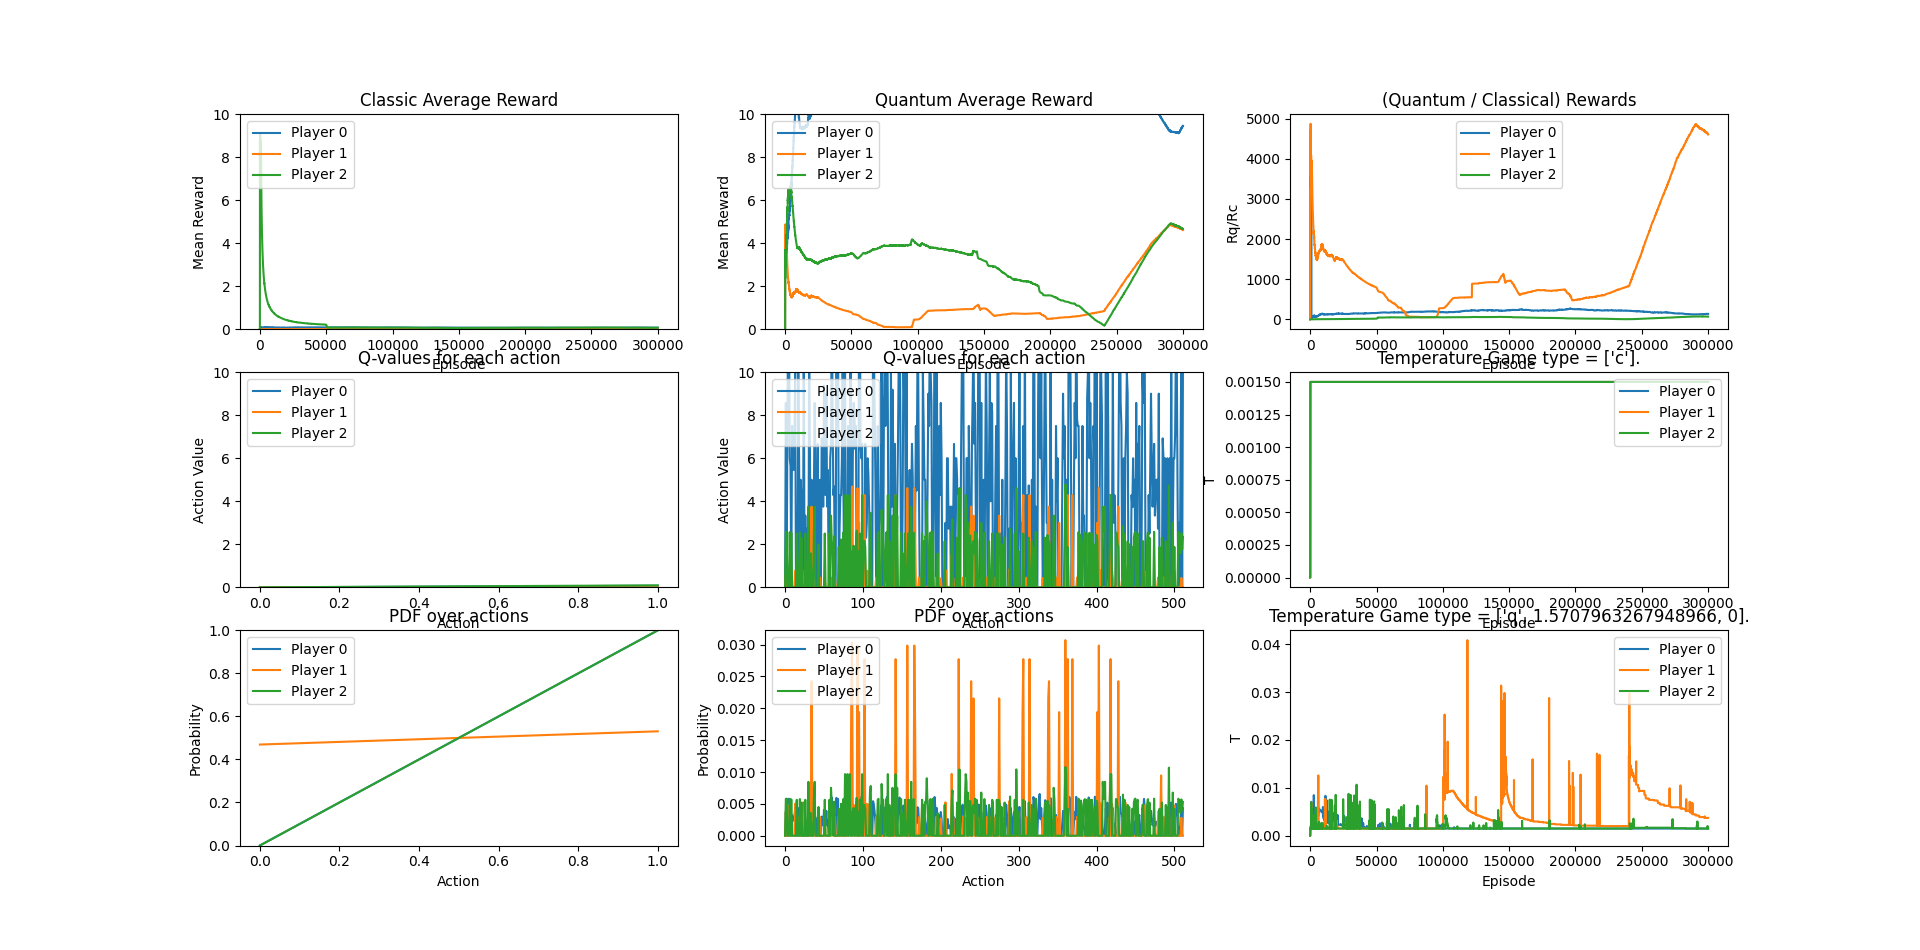 Classic Average Reward
Quantum Average Reward
(Quantum / Classical) Rewards
10
8
6
4
2
0
Mean Reward
Player 0
Player 1
Player 2
0 50000 100000 150000 200000 250000 300000
Episode
10
8
6
4
2
0
Mean Reward
Player 0
Player 1
Player 2
0 50000 100000 150000 200000 250000 300000
Episode
5000
4000
3000
2000
1000
0
Rq/Rc
Player 0
Player 1
Player 2
0 50000 100000 150000 200000 250000 300000
Episode
Q-values for each action
Q-values for each action
Temperature Game type = ['c'].
10
8
6
4
2
0
Action Value
Player 0
Player 1
Player 2
0.0 0.2 0.4 0.6 0.8 1.0
Action
10
8
6
4
2
0
Action Value
Player 0
Player 1
Player 2
0 100 200 300 400 500
Action
0.00150
0.00125
0.00100
0.00075
0.00050
0.00025
0.00000
T
Player 0
Player 1
Player 2
0 50000 100000 150000 200000 250000 300000
Episode
PDF over actions
PDF over actions
Temperature Game type = ['q', 1.5707963267948966, 0].
1.0
0.8
0.6
0.4
0.2
0.0
Probability
Player 0
Player 1
Player 2
0.0 0.2 0.4 0.6 0.8 1.0
Action
0.030
0.025
0.020
0.015
0.010
0.005
0.000
Probability
Player 0
Player 1
Player 2
0 100 200 300 400 500
Action
0.04
0.03
0.02
0.01
0.00
T
Player 0
Player 1
Player 2
0 50000 100000 150000 200000 250000 300000
Episode